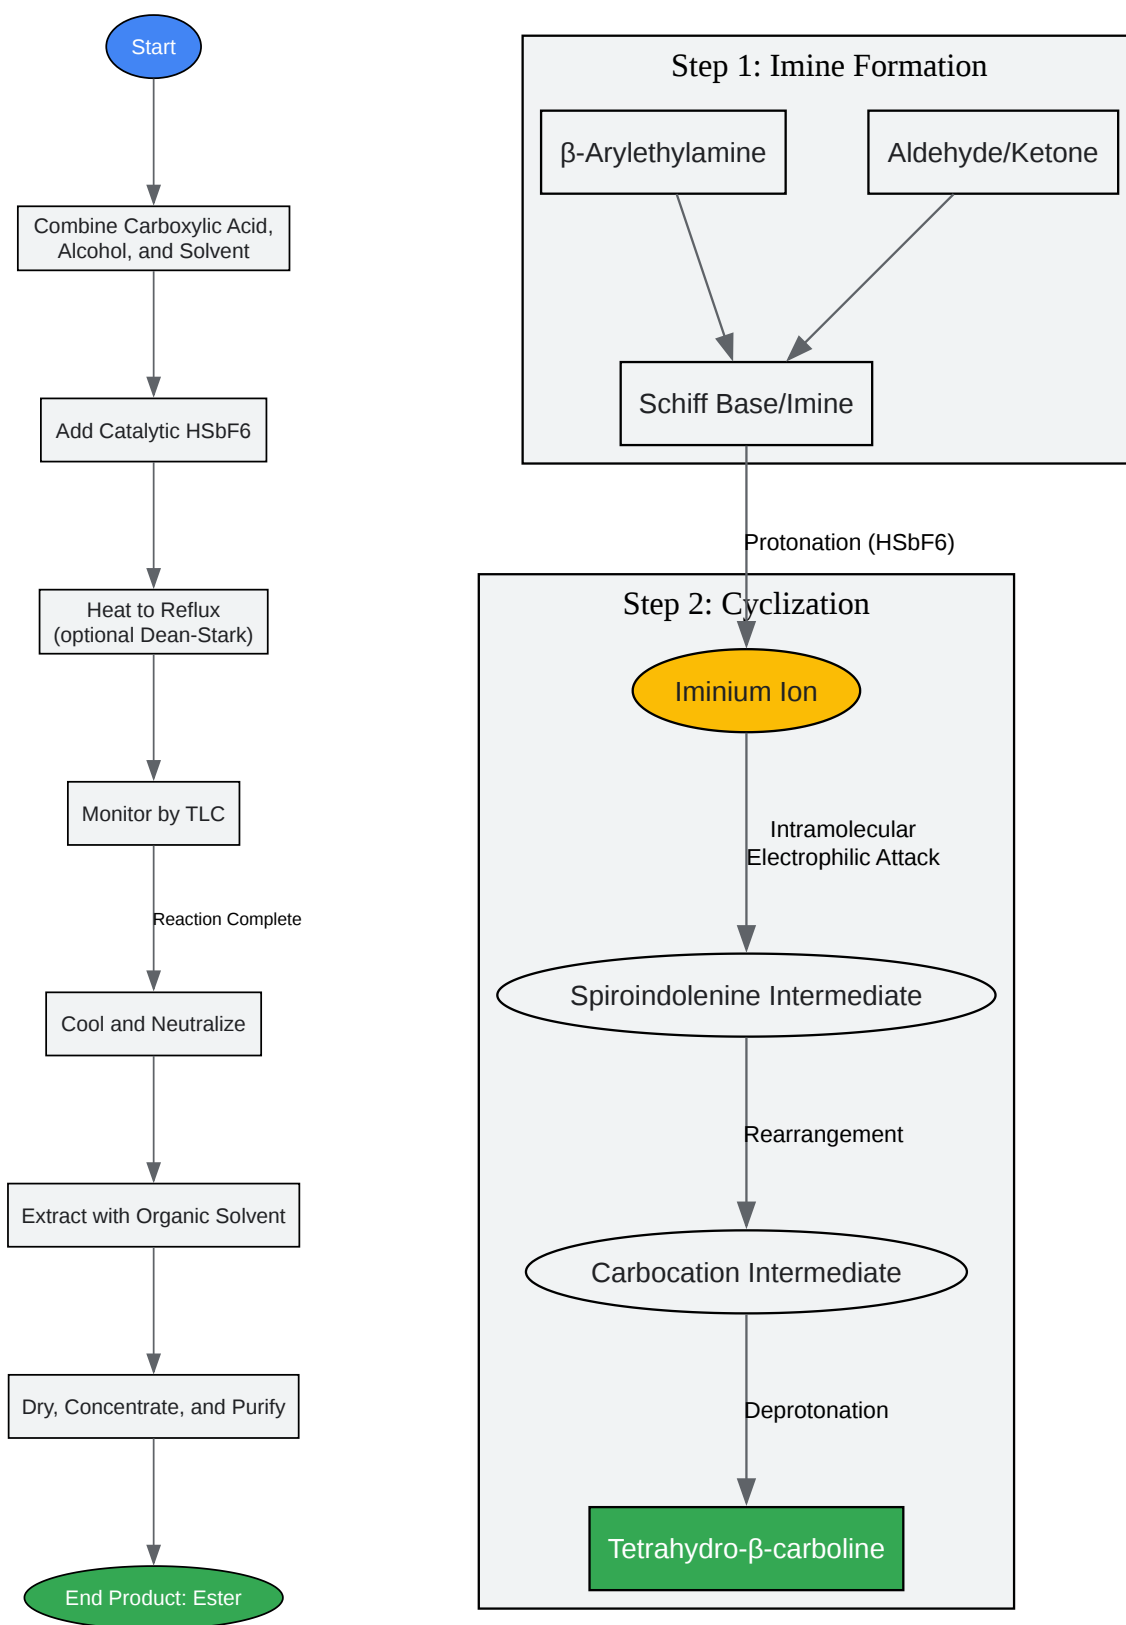 Start
Combine Carboxylic Acid,
Alcohol, and Solvent
Add Catalytic HSbF6
Heat to Reflux
(optional Dean-Stark)
Monitor by TLC
Reaction Complete
Cool and Neutralize
Extract with Organic Solvent
Dry, Concentrate, and Purify
End Product: Ester
Step 1: Imine Formation
β-Arylethylamine
Aldehyde/Ketone
Schiff Base/Imine
Protonation (HSbF6)
Step 2: Cyclization
Iminium Ion
Intramolecular
Electrophilic Attack
Spiroindolenine Intermediate
Rearrangement
Carbocation Intermediate
Deprotonation
Tetrahydro-β-carboline